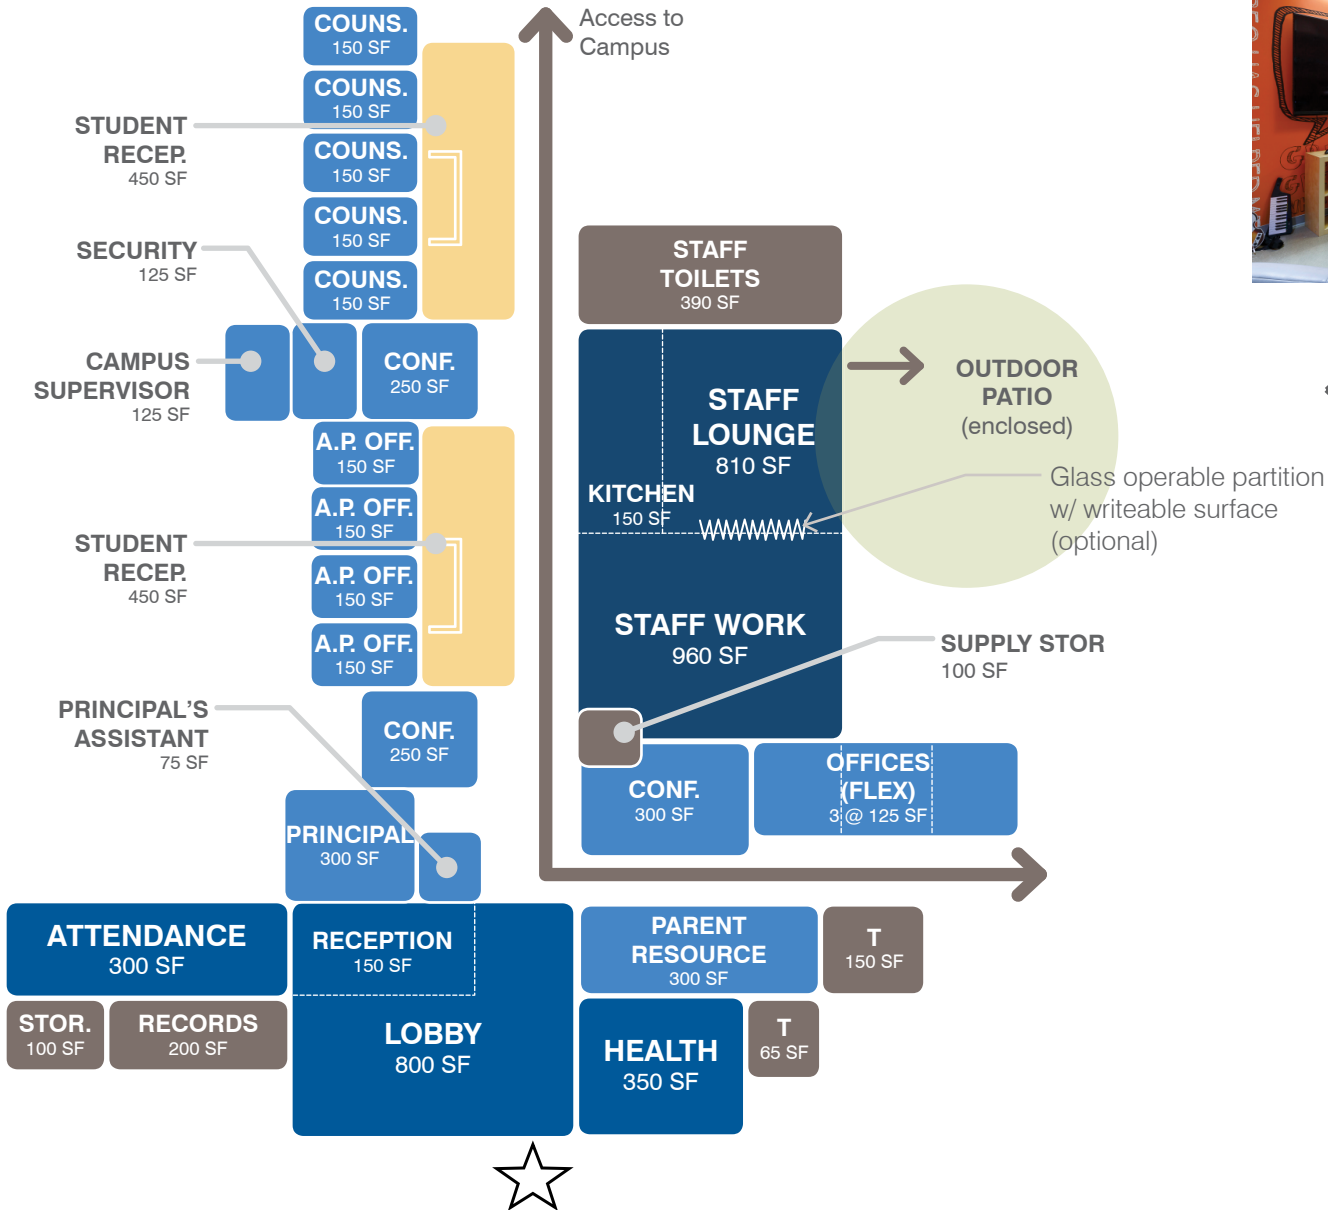 Access to
Campus
COUNS.
150 SF
COUNS.
150 SF
COUNS.
150 SF
COUNS.
150 SF
COUNS.
150 SF
STUDENT
RECEP.
450 SF
SECURITY
125 SF
CAMPUS
SUPERVISOR
125 SF
CONF.
250 SF
A.P. OFF.
150 SF
A.P. OFF.
150 SF
A.P. OFF.
150 SF
A.P. OFF.
150 SF
STUDENT
RECEP.
450 SF
PRINCIPAL'S
ASSISTANT
75 SF
CONF.
250 SF
PRINCIPAL
300 SF
STAFF
TOILETS
390 SF
STAFF
LOUNGE
810 SF
KITCHEN
150 SF
OUTDOOR
PATIO
(enclosed)
Glass operable partition
w/ writeable surface
(optional)
STAFF WORK
960 SF
SUPPLY STOR
100 SF
CONF.
300 SF
OFFICES
(FLEX)
3 @ 125 SF
ATTENDANCE
300 SF
RECEPTION
150 SF
PARENT
RESOURCE
300 SF
T
150 SF
STOR.
100 SF
RECORDS
200 SF
LOBBY
800 SF
HEALTH
350 SF
T
65 SF